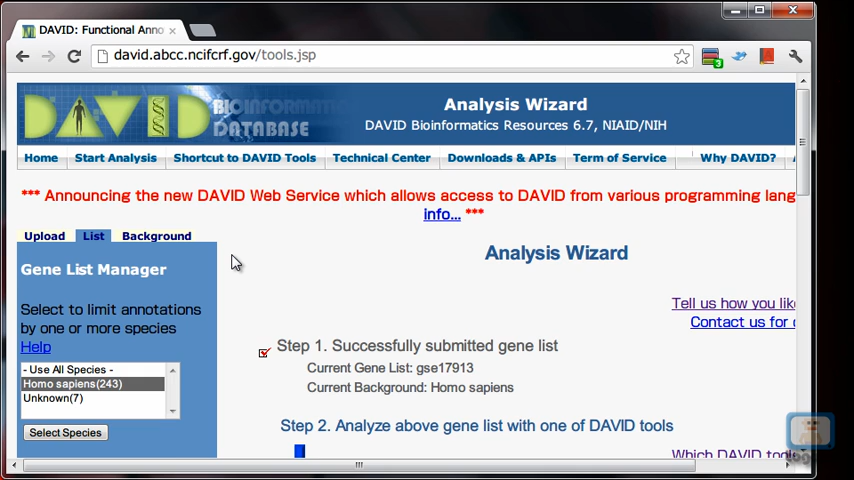 DAVID: Functional Anno
david.abcc.ncifcrf.gov/tools.jsp
3
DAVID BIOINFORMATICS
DATABASE
Analysis Wizard
DAVID Bioinformatics Resources 6.7, NIAID/NIH
Home Start Analysis Shortcut to DAVID Tools Technical Center Downloads & APIs Term of Service Why DAVID?
*** Announcing the new DAVID Web Service which allows access to DAVID from various programming lang
info... ***
Upload List Background
Analysis Wizard
Gene List Manager
Select to limit annotations
by one or more species
Help
- Use All Species -
Homo sapiens(243)
Unknown(7)
Select Species
Tell us how you like
Contact us for
Step 1. Successfully submitted gene list
Current Gene List: gse17913
Current Background: Homo sapiens
Step 2. Analyze above gene list with one of DAVID tools
Which DAVID tools